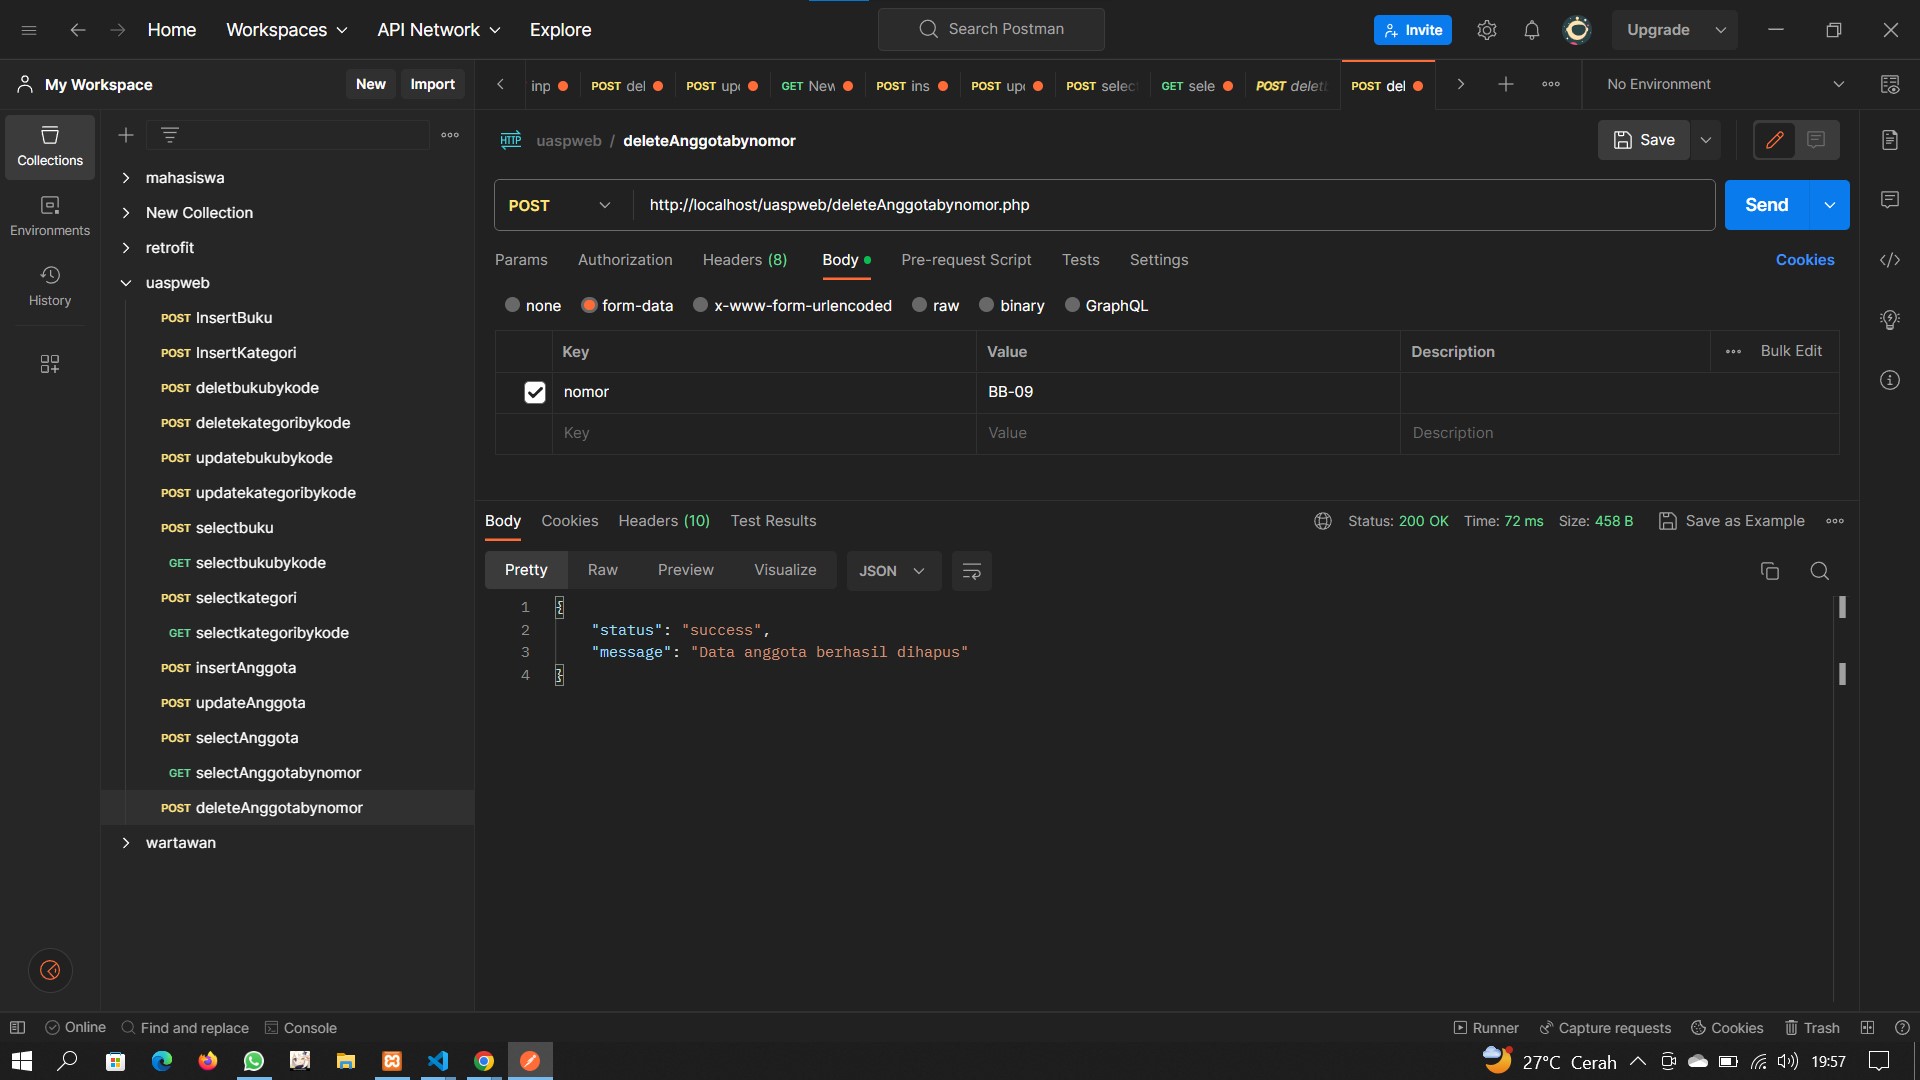 Home
Workspaces
API Network
Explore
Search Postman
Invite
Upgrade
My Workspace
New
Import
inp
POST del
POST up
GET New
POST ins
POST up
POST selec
GET sele
POST delet
POST del
No Environment
Collections
Environments
History
mahasiswa
New Collection
retrofit
uaspweb
POST InsertBuku
POST InsertKategori
POST deletbukubykode
POST deletekategoribykode
POST updatebukubykode
POST updatekategoribykode
POST selectbuku
GET selectbukubykode
POST selectkategori
GET selectkategoribykode
POST insertAnggota
POST updateAnggota
POST selectAnggota
GET selectAnggotabynomor
POST deleteAnggotabynomor
wartawan
HTTP uaspweb / deleteAnggotabynomor
Save
POST
http://localhost/uaspweb/deleteAnggotabynomor.php
Send
Params
Authorization
Headers (8)
Body
Pre-request Script
Tests
Settings
Cookies
none
form-data
x-www-form-urlencoded
raw
binary
GraphQL
Key Value Description Bulk Edit
nomor BB-09
Key Value Description
Body
Cookies
Headers (10)
Test Results
Status: 200 OK Time: 72 ms Size: 458 B
Save as Example
Pretty
Raw
Preview
Visualize
JSON
1 {
2 "status": "success",
3 "message": "Data anggota berhasil dihapus"
4 }
Online
Find and replace
Console
Runner
Capture requests
Cookies
Trash
27°C Cerah
19:57